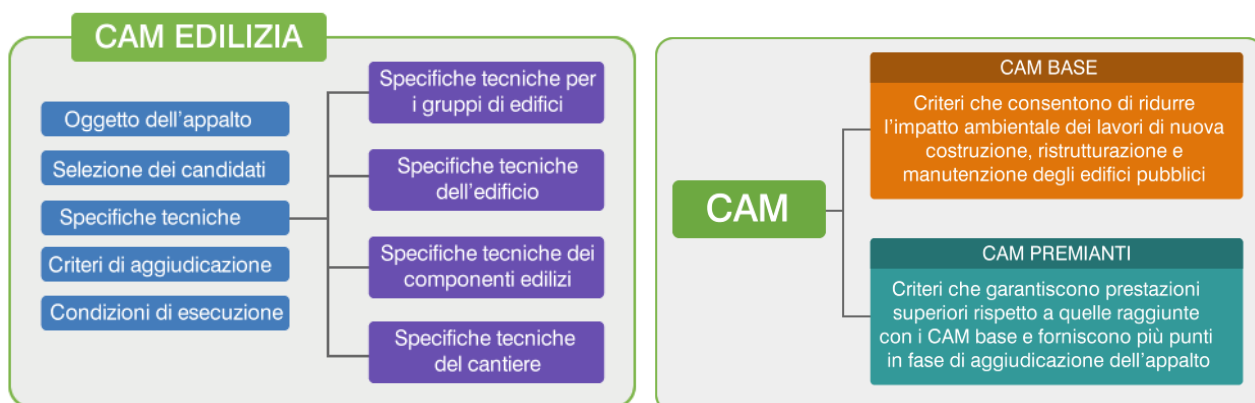 CAM EDILIZIA
Oggetto dell'appalto
Selezione dei candidati
Specifiche tecniche
Criteri di aggiudicazione
Condizioni di esecuzione
Specifiche tecniche per
i gruppi di edifici
Specifiche tecniche
dell'edificio
Specifiche tecniche dei
componenti edilizi
Specifiche tecniche
del cantiere
CAM
CAM BASE
Criteri che consentono di ridurre
l'impatto ambientale dei lavori di nuova
costruzione, ristrutturazione e
manutenzione degli edifici pubblici
CAM PREMIANTI
Criteri che garantiscono prestazioni
superiori rispetto a quelle raggiunte
con i CAM base e forniscono più punti
in fase di aggiudicazione dell'appalto